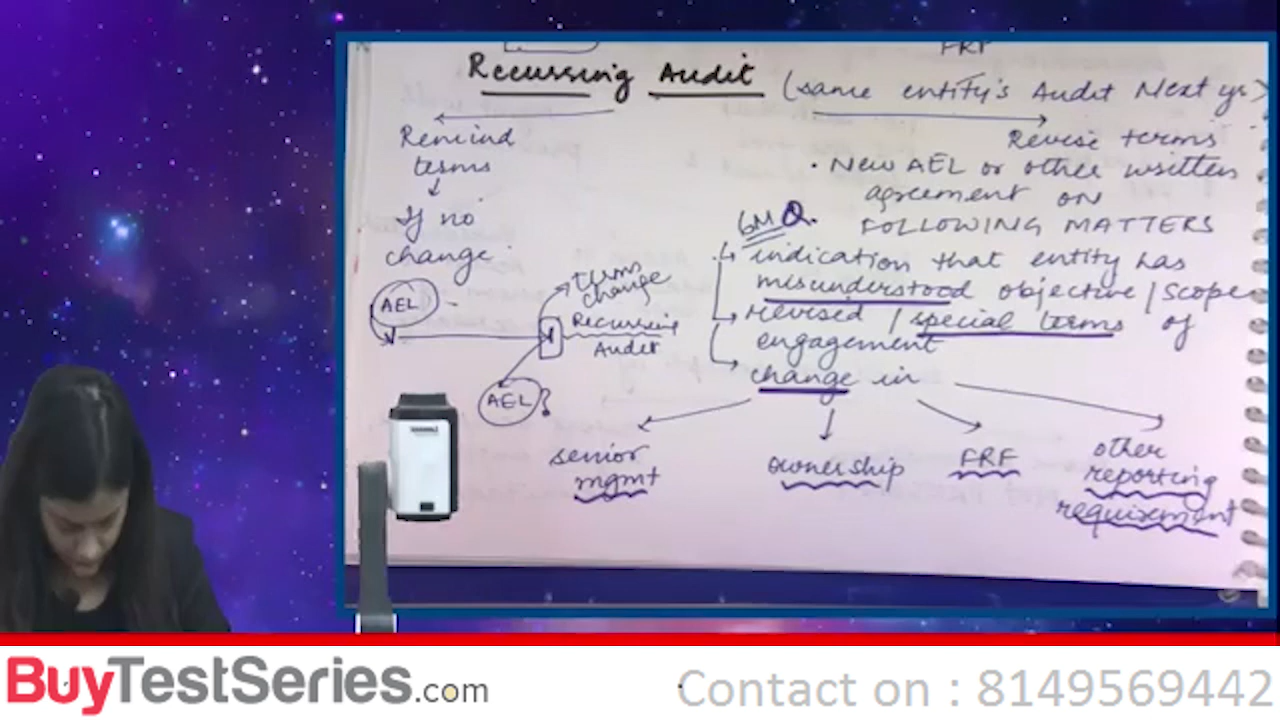 FRF
Recurring Audit (same entity's Audit Next yr)
Remind
terms
If no
change
AEL
terms
change
Recurring
Audit
AEL ?
Revise terms
• New AEL or other written
agreement on
FOLLOWING MATTERS
6M Q.
indication that entity has
misunderstood objective / scope
revised / special terms of
engagement
change in
senior
mgmt
ownership
FRF
other
reporting
requirement
BuyTestSeries.com
Contact on : 8149569442